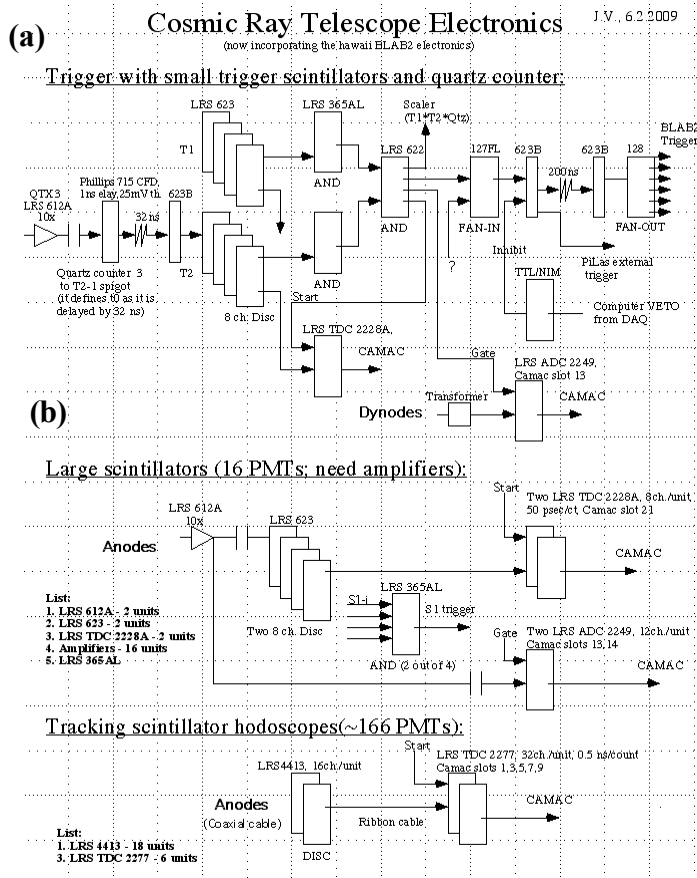 (a)
Cosmic Ray Telescope Electronics
J.V., 6.2.2009
(now incorporating the hawaii BLAB2 electronics)
Trigger with small trigger scintillators and quartz counter:
LRS 623
LRS 365AL
Scaler
(T1*T2*Qtz)
LRS 622
127FL
623B
623B
128
BLAB2
Trigger
T1
200 ns
QTX 3
LRS 612A
10x
Phillips 715 CFD,
1ns elay,25mV th.
623B
32 ns
AND
AND
FAN-IN
FAN-OUT
Inhibit
PiLas external
trigger
?
T2
Quartz counter 3
to T2-1 spigot
(it defines t0 as it is
delayed by 32 ns)
AND
8 ch. Disc
Start
TTL/NIM
Computer VETO
from DAQ
LRS TDC 2228A,
CAMAC
Gate
LRS ADC 2249,
Camac slot 13
Transformer
CAMAC
Dynodes
(b)
Large scintillators (16 PMTs; need amplifiers):
LRS 612A
10x
LRS 623
Start
Two LRS TDC 2228A, 8ch./unit,
50 psec/ct, Camac slot 21
Anodes
CAMAC
LRS 365AL
S1-i
S1 trigger
Two 8 ch. Disc
AND (2 out of 4)
List:
1. LRS 612A - 2 units
2. LRS 623 - 2 units
3. LRS TDC 2228A - 2 units
4. Amplifiers - 16 units
5. LRS 365AL
Gate
Two LRS ADC 2249, 12ch./unit
Camac slots 13,14
CAMAC
Tracking scintillator hodoscopes(~166 PMTs):
Start
LRS TDC 2277, 32ch./unit, 0.5 ns/count
Camac slots 1,3,5,7,9
LRS4413, 16ch./unit
Anodes
(Coaxial cable)
Ribbon cable
CAMAC
DISC
List:
1. LRS 4413 - 18 units
3. LRS TDC 2277 - 6 units